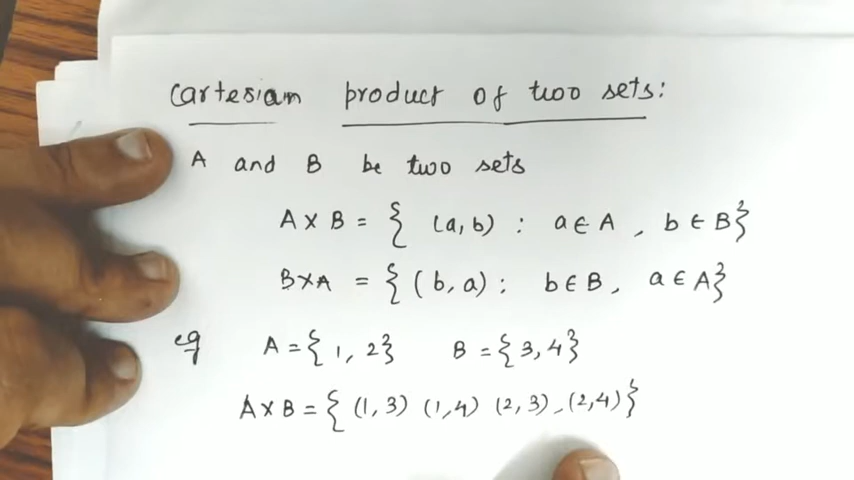 Cartesian product of two sets:
A and B be two sets
A × B = { (a, b) : a ∈ A , b ∈ B}
B×A = { (b, a) : b ∈ B, a ∈ A}
eg A = { 1, 2} B = {3, 4}
A × B = { (1, 3) (1, 4) (2, 3) , (2, 4) }